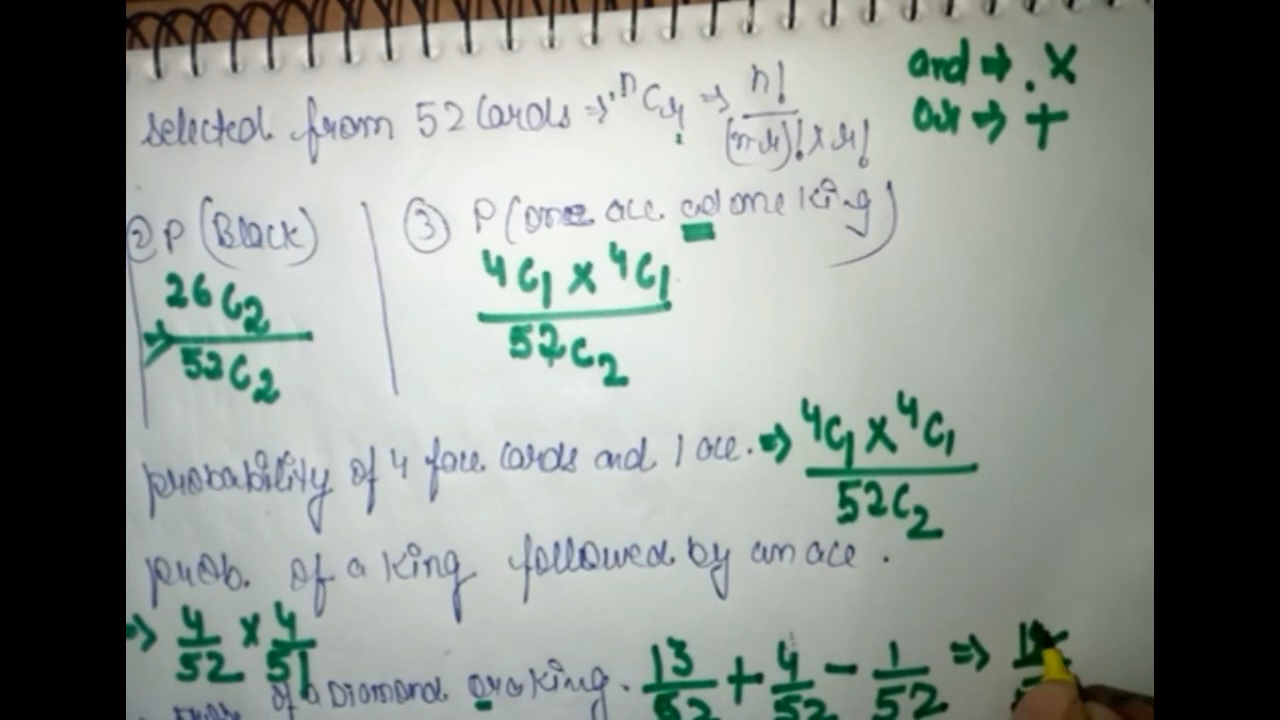 selected from 52 Cards ⇒ nCr ⇒ n!/(n-r)! × r!
and ⇒ . ×
or ⇒ +
② P (Black)
26C2/52C2
③ P (one ace ad one king)
4C1 × 4C1/52C2
probability of 4 face cards and 1 ace. ⇒ 4C1 × 4C1/52C2
prob. of a king followed by an ace.
⇒ 4/52 × 4/51
of a Diamond or a king. 13/52 + 4/52 - 1/52 ⇒